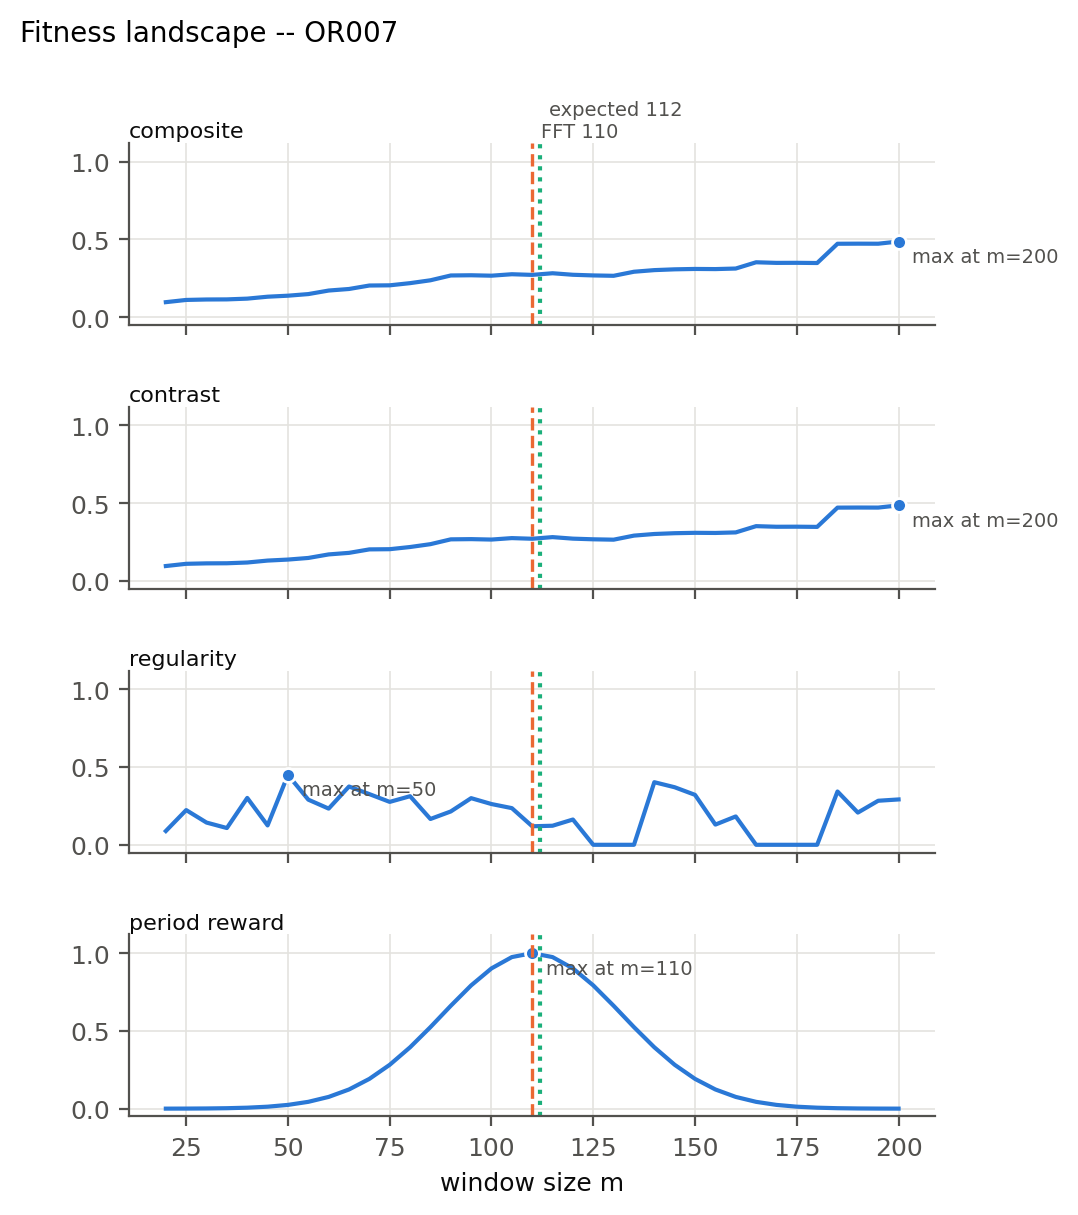 Fitness landscape -- OR007
expected 112
FFT 110
composite
1.0
0.5
0.0
max at m=200
contrast
1.0
0.5
0.0
max at m=200
regularity
1.0
0.5
0.0
max at m=50
period reward
1.0
0.5
0.0
max at m=110
25 50 75 100 125 150 175 200
window size m